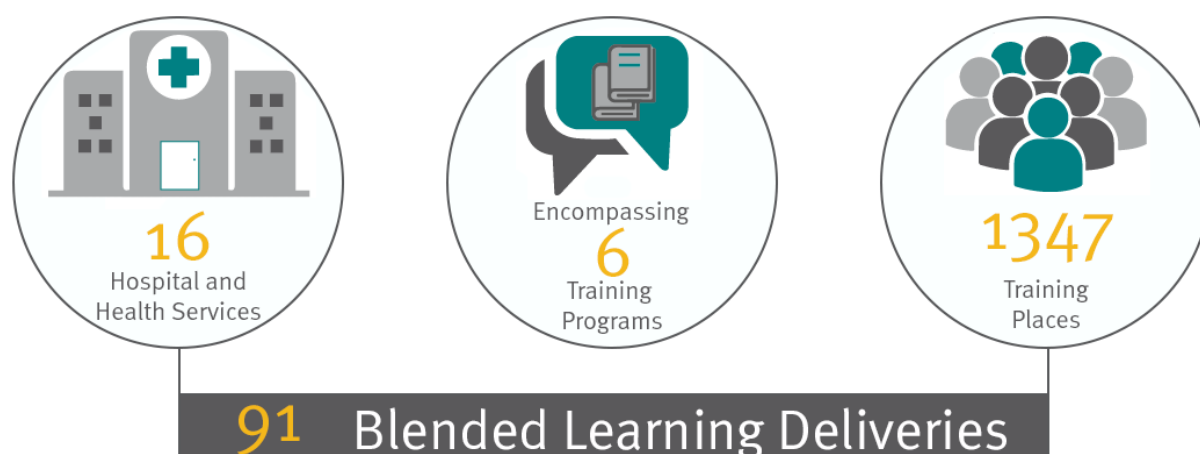 16
Hospital and
Health Services
Encompassing
6
Training
Programs
1347
Training
Places
91 Blended Learning Deliveries